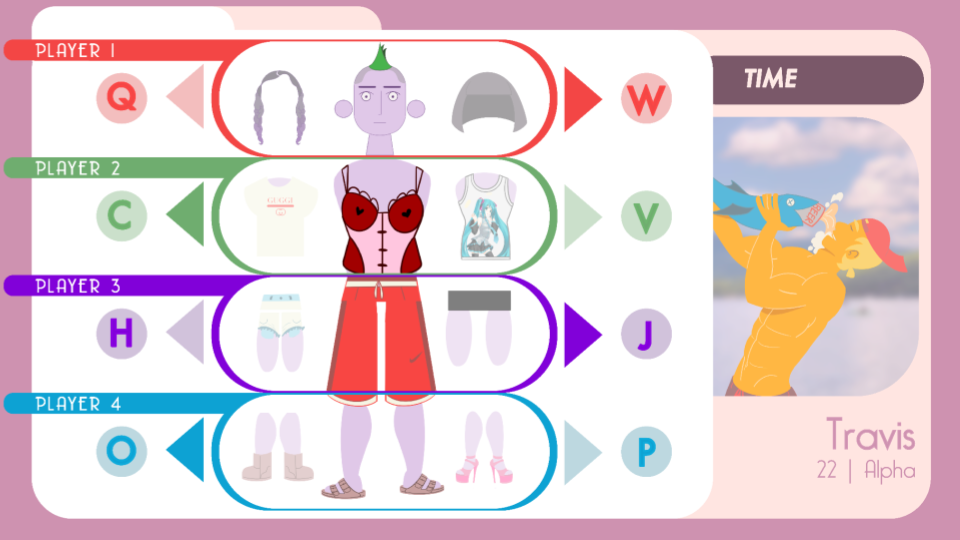 PLAYER 1
Q
W
TIME
PLAYER 2
C
V
PLAYER 3
H
J
PLAYER 4
O
P
Travis
22 | Alpha